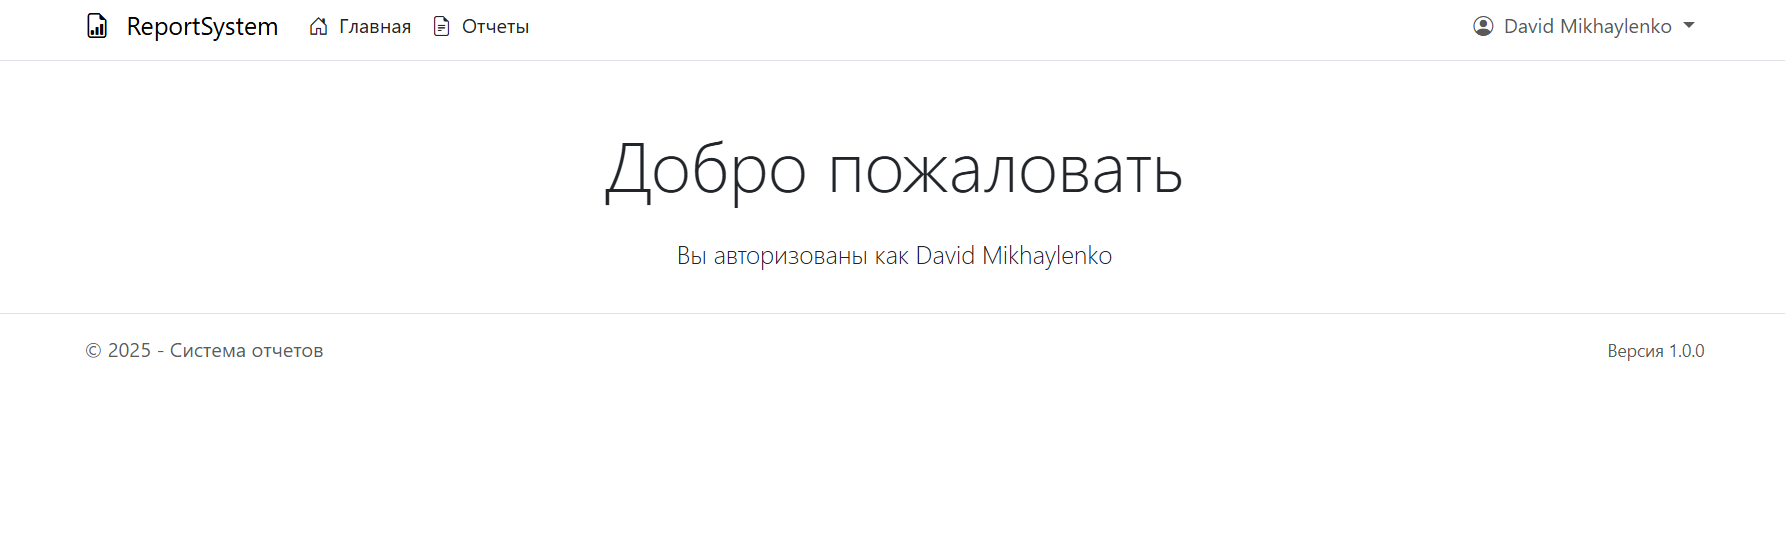 ReportSystem Главная Отчеты David Mikhaylenko
Добро пожаловать
Вы авторизованы как David Mikhaylenko
© 2025 - Система отчетов Версия 1.0.0